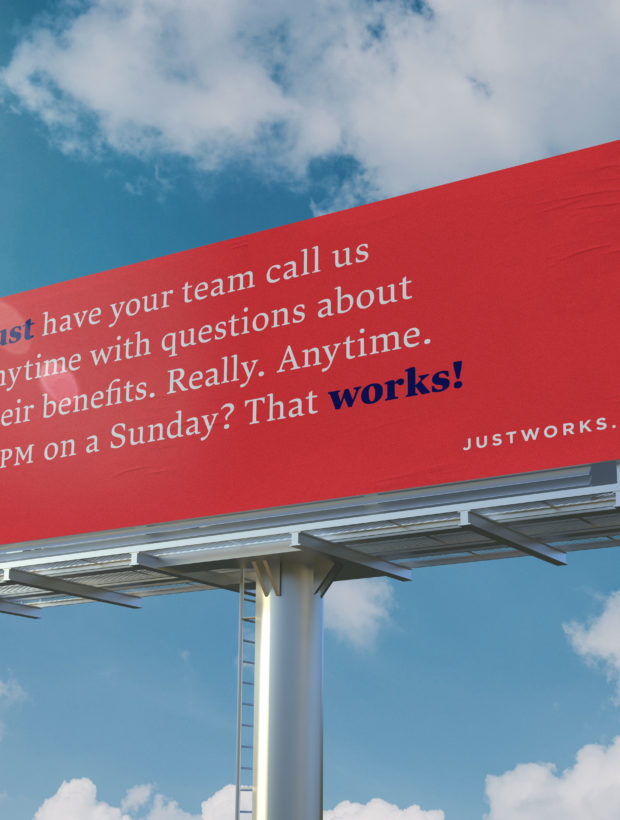 ust have your team call us
nytime with questions about
eir benefits. Really. Anytime.
PM on a Sunday? That works!
JUSTWORKS.